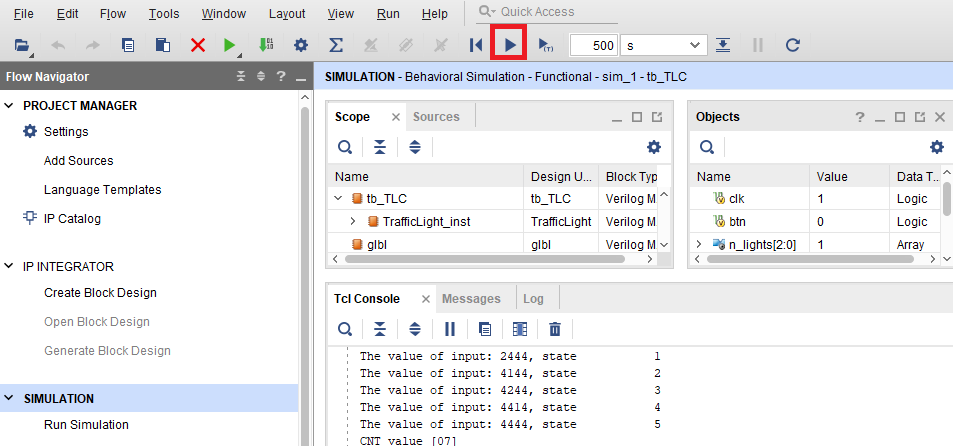 File Edit Flow Tools Window Layout View Run Help Quick Access
500 s
Flow Navigator
SIMULATION - Behavioral Simulation - Functional - sim_1 - tb_TLC
PROJECT MANAGER
Settings
Add Sources
Language Templates
IP Catalog
IP INTEGRATOR
Create Block Design
Open Block Design
Generate Block Design
SIMULATION
Run Simulation
Scope Sources
Name Design U... Block Typ
tb_TLC tb_TLC Verilog M
TrafficLight_inst TrafficLight Verilog M
glbl glbl Verilog M
Objects
Name Value Data T...
clk 1 Logic
btn 0 Logic
n_lights[2:0] 1 Array
Tcl Console Messages Log
The value of input: 2444, state 1
The value of input: 4144, state 2
The value of input: 4244, state 3
The value of input: 4414, state 4
The value of input: 4444, state 5
CNT value [07]